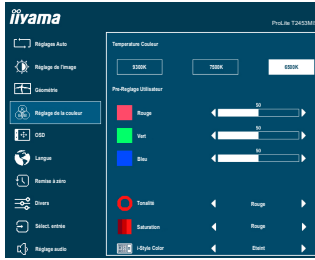 iiyama
ProLite T2453MI
Réglages Auto
Réglage de l'image
Géométrie
Réglage de la couleur
OSD
Langue
Remise à zéro
Divers
Sélect. entrée
Réglage audio
Temperature Couleur
9300K
7500K
6500K
Pre-Reglage Utilisateur
Rouge
50
Vert
50
Bleu
50
Tonalité
Rouge
Saturation
Rouge
i-Style Color
Eteint